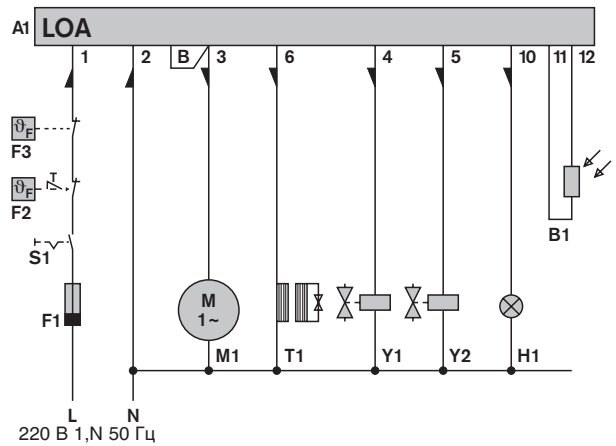 A1 LOA
1 2 B 3 6 4 5 10 11 12
ϑF
F3
ϑF
F2
T
S1
B1
M
1~
F1
M1 T1 Y1 Y2 H1
L N
220 В 1,N 50 Гц